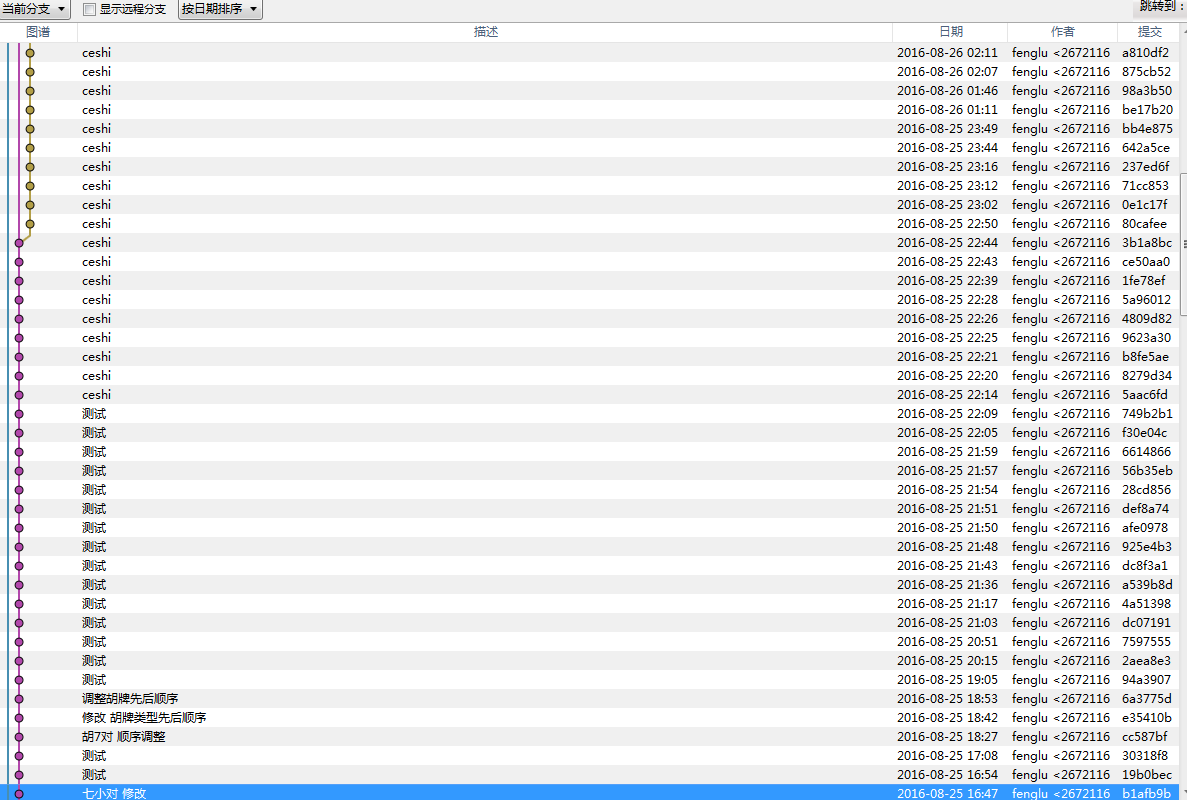 当前分支 显示远程分支 按日期排序 跳转到:
图谱 描述 日期 作者 提交
ceshi 2016-08-26 02:11 fenglu <2672116 a810df2
ceshi 2016-08-26 02:07 fenglu <2672116 875cb52
ceshi 2016-08-26 01:46 fenglu <2672116 98a3b50
ceshi 2016-08-26 01:11 fenglu <2672116 be17b20
ceshi 2016-08-25 23:49 fenglu <2672116 bb4e875
ceshi 2016-08-25 23:44 fenglu <2672116 642a5ce
ceshi 2016-08-25 23:16 fenglu <2672116 237ed6f
ceshi 2016-08-25 23:12 fenglu <2672116 71cc853
ceshi 2016-08-25 23:02 fenglu <2672116 0e1c17f
ceshi 2016-08-25 22:50 fenglu <2672116 80cafee
ceshi 2016-08-25 22:44 fenglu <2672116 3b1a8bc
ceshi 2016-08-25 22:43 fenglu <2672116 ce50aa0
ceshi 2016-08-25 22:39 fenglu <2672116 1fe78ef
ceshi 2016-08-25 22:28 fenglu <2672116 5a96012
ceshi 2016-08-25 22:26 fenglu <2672116 4809d82
ceshi 2016-08-25 22:25 fenglu <2672116 9623a30
ceshi 2016-08-25 22:21 fenglu <2672116 b8fe5ae
ceshi 2016-08-25 22:20 fenglu <2672116 8279d34
ceshi 2016-08-25 22:14 fenglu <2672116 5aac6fd
测试 2016-08-25 22:09 fenglu <2672116 749b2b1
测试 2016-08-25 22:05 fenglu <2672116 f30e04c
测试 2016-08-25 21:59 fenglu <2672116 6614866
测试 2016-08-25 21:57 fenglu <2672116 56b35eb
测试 2016-08-25 21:54 fenglu <2672116 28cd856
测试 2016-08-25 21:51 fenglu <2672116 def8a74
测试 2016-08-25 21:50 fenglu <2672116 afe0978
测试 2016-08-25 21:48 fenglu <2672116 925e4b3
测试 2016-08-25 21:43 fenglu <2672116 dc8f3a1
测试 2016-08-25 21:36 fenglu <2672116 a539b8d
测试 2016-08-25 21:17 fenglu <2672116 4a51398
测试 2016-08-25 21:03 fenglu <2672116 dc07191
测试 2016-08-25 20:51 fenglu <2672116 7597555
测试 2016-08-25 20:15 fenglu <2672116 2aea8e3
测试 2016-08-25 19:05 fenglu <2672116 94a3907
调整胡牌先后顺序 2016-08-25 18:53 fenglu <2672116 6a3775d
修改 胡牌类型先后顺序 2016-08-25 18:42 fenglu <2672116 e35410b
胡7对 顺序调整 2016-08-25 18:27 fenglu <2672116 cc587bf
测试 2016-08-25 17:08 fenglu <2672116 30318f8
测试 2016-08-25 16:54 fenglu <2672116 19b0bec
七小对 修改 2016-08-25 16:47 fenglu <2672116 b1afb9b